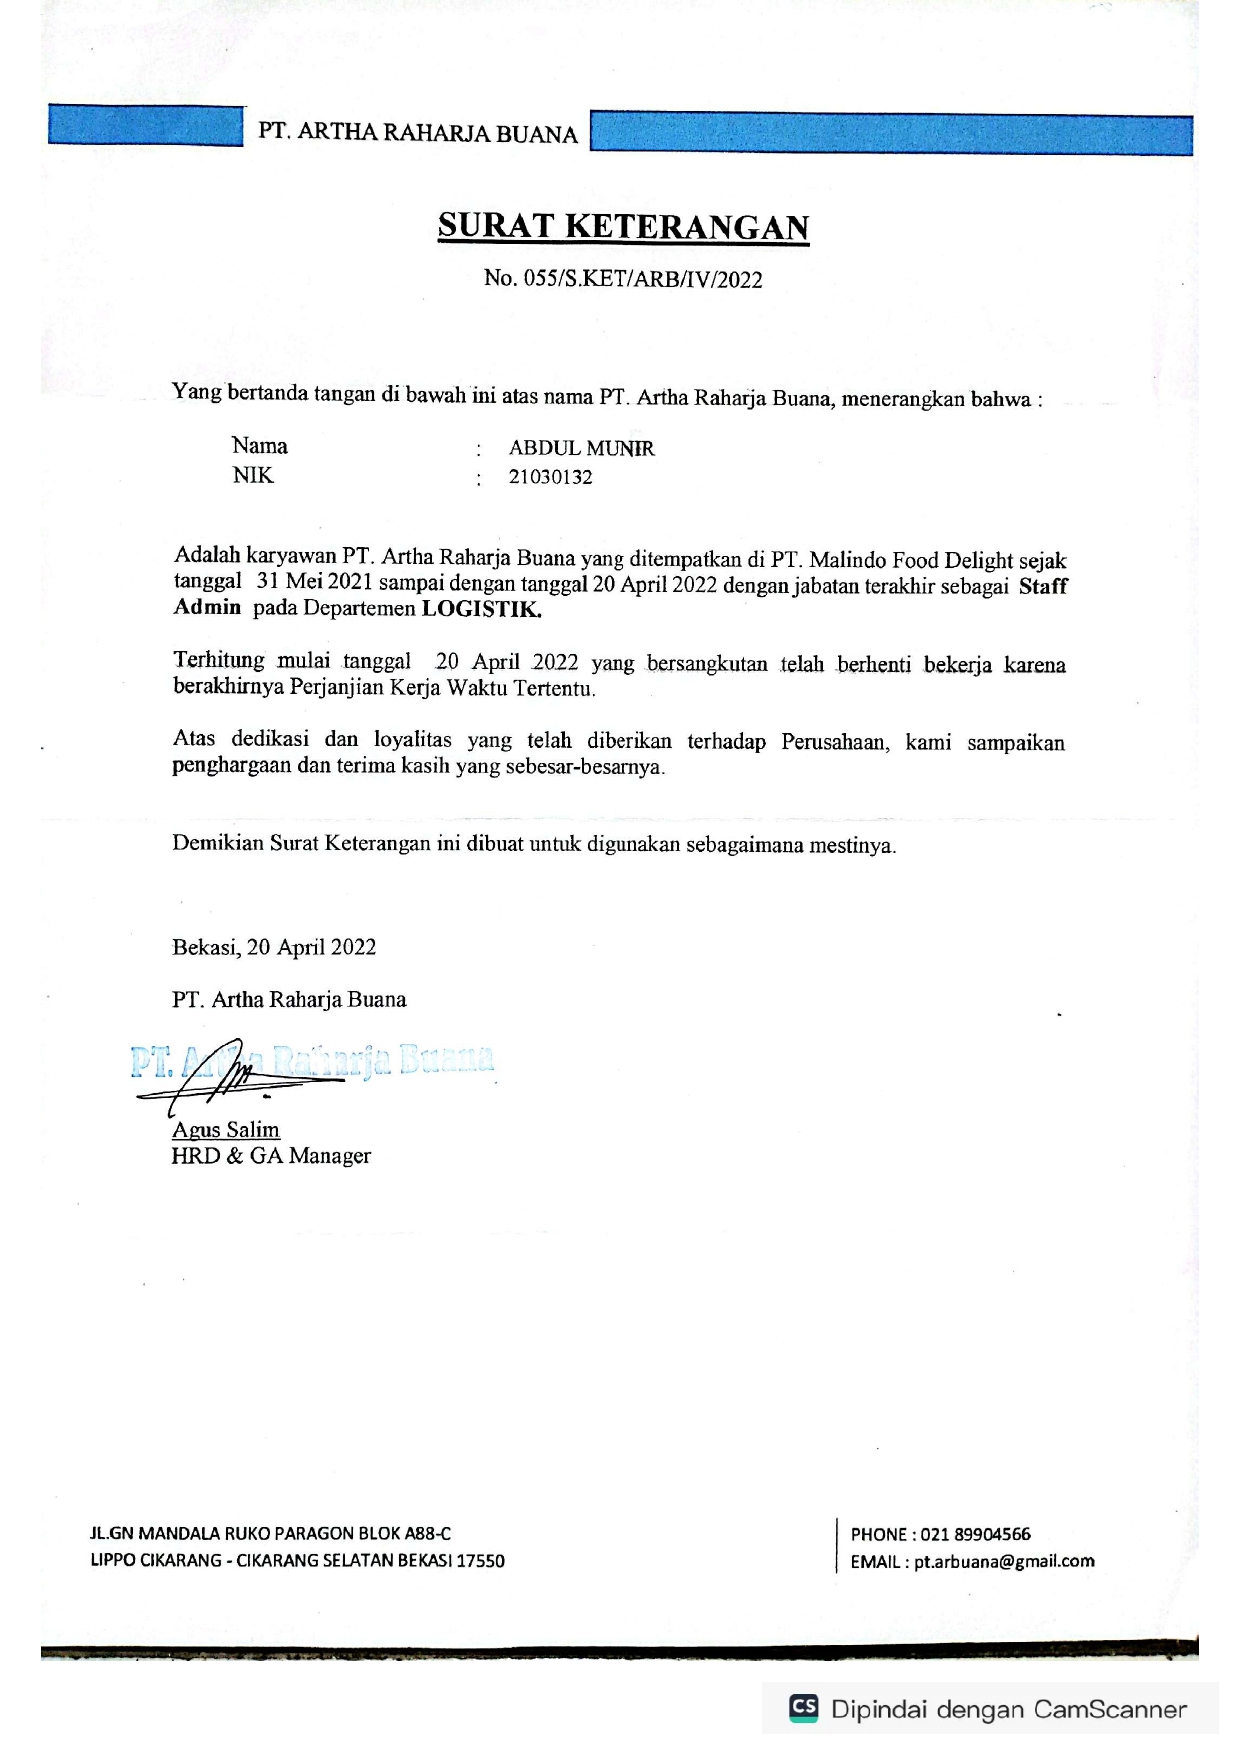 PT. ARTHA RAHARJA BUANA
SURAT KETERANGAN
No. 055/S.KET/ARB/IV/2022
Yang bertanda tangan di bawah ini atas nama PT. Artha Raharja Buana, menerangkan bahwa :
Nama : ABDUL MUNIR
NIK : 21030132
Adalah karyawan PT. Artha Raharja Buana yang ditempatkan di PT. Malindo Food Delight sejak
tanggal 31 Mei 2021 sampai dengan tanggal 20 April 2022 dengan jabatan terakhir sebagai Staff
Admin pada Departemen LOGISTIK.
Terhitung mulai tanggal 20 April 2022 yang bersangkutan telah berhenti bekerja karena
berakhirnya Perjanjian Kerja Waktu Tertentu.
Atas dedikasi dan loyalitas yang telah diberikan terhadap Perusahaan, kami sampaikan
penghargaan dan terima kasih yang sebesar-besarnya.
Demikian Surat Keterangan ini dibuat untuk digunakan sebagaimana mestinya.
Bekasi, 20 April 2022
PT. Artha Raharja Buana
PT. Artha Raharja Buana
Agus Salim
HRD & GA Manager
JL.GN MANDALA RUKO PARAGON BLOK A88-C
LIPPO CIKARANG - CIKARANG SELATAN BEKASI 17550
PHONE : 021 89904566
EMAIL : pt.arbuana@gmail.com
CS Dipindai dengan CamScanner